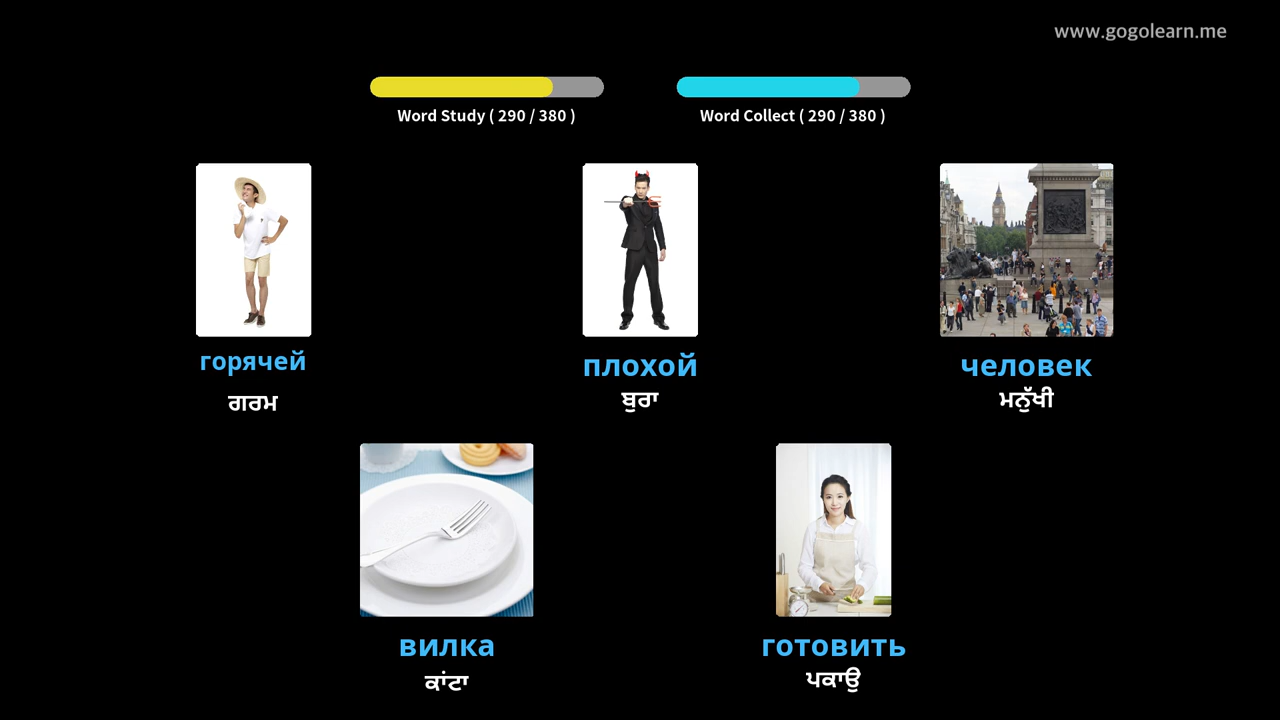 www.gogolearn.me
Word Study ( 290 / 380 )
Word Collect ( 290 / 380 )
горячей
плохой
человек
ਗਰਮ
ਬੁਰਾ
ਮਨੁੱਖੀ
вилка
готовить
ਕਾਂਟਾ
ਪਕਾਉ